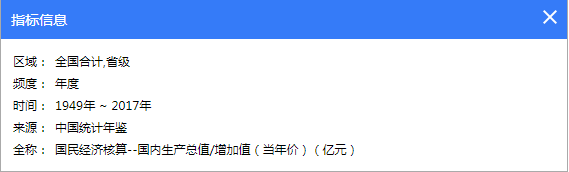 指标信息
区域： 全国合计,省级
频度： 年度
时间： 1949年 ~ 2017年
来源： 中国统计年鉴
全称： 国民经济核算--国内生产总值/增加值（当年价）（亿元）